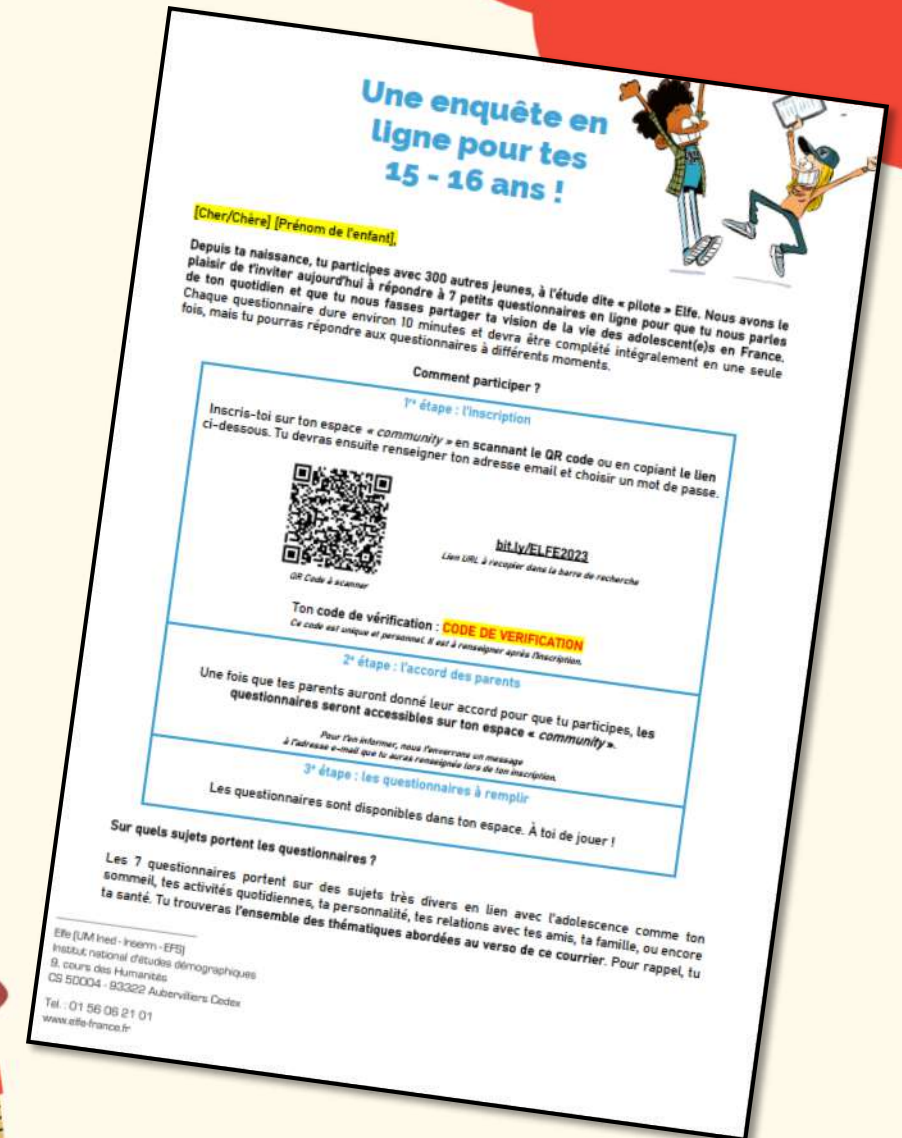 Une enquête en
ligne pour tes
15 - 16 ans !
[Cher/Chère] [Prénom de l'enfant],
Depuis ta naissance, tu participes avec 300 autres jeunes, à l'étude dite « pilote » Elfe. Nous avons le
plaisir de t'inviter aujourd'hui à répondre à 7 petits questionnaires en ligne pour que tu nous parles
de ton quotidien et que tu nous fasses partager ta vision de la vie des adolescent(e)s en France.
Chaque questionnaire dure environ 10 minutes et devra être complété intégralement en une seule
fois, mais tu pourras répondre aux questionnaires à différents moments.
Comment participer ?
1re étape : l'inscription
Inscris-toi sur ton espace « community » en scannant le QR code ou en copiant le lien
ci-dessous. Tu devras ensuite renseigner ton adresse email et choisir un mot de passe.
bit.ly/ELFE2023
Lien URL à recopier dans la barre de recherche
QR Code à scanner
Ton code de vérification : CODE DE VERIFICATION
Ce code est unique et personnel. Il est à renseigner après l'inscription.
2e étape : l'accord des parents
Une fois que tes parents auront donné leur accord pour que tu participes, les
questionnaires seront accessibles sur ton espace « community ».
Pour t'en informer, nous t'enverrons un message
à l'adresse e-mail que tu auras renseignée lors de ton inscription.
3e étape : les questionnaires à remplir
Les questionnaires sont disponibles dans ton espace. À toi de jouer !
Sur quels sujets portent les questionnaires ?
Les 7 questionnaires portent sur des sujets très divers en lien avec l'adolescence comme ton
sommeil, tes activités quotidiennes, ta personnalité, tes relations avec tes amis, ta famille, ou encore
ta santé. Tu trouveras l'ensemble des thématiques abordées au verso de ce courrier. Pour rappel, tu
Elfe (UM Ined - Inserm - EFS)
Institut national d'études démographiques
9, cours des Humanités
CS 50004 - 93322 Aubervilliers Cedex
Tel. : 01 56 06 21 01
www.elfe-france.fr